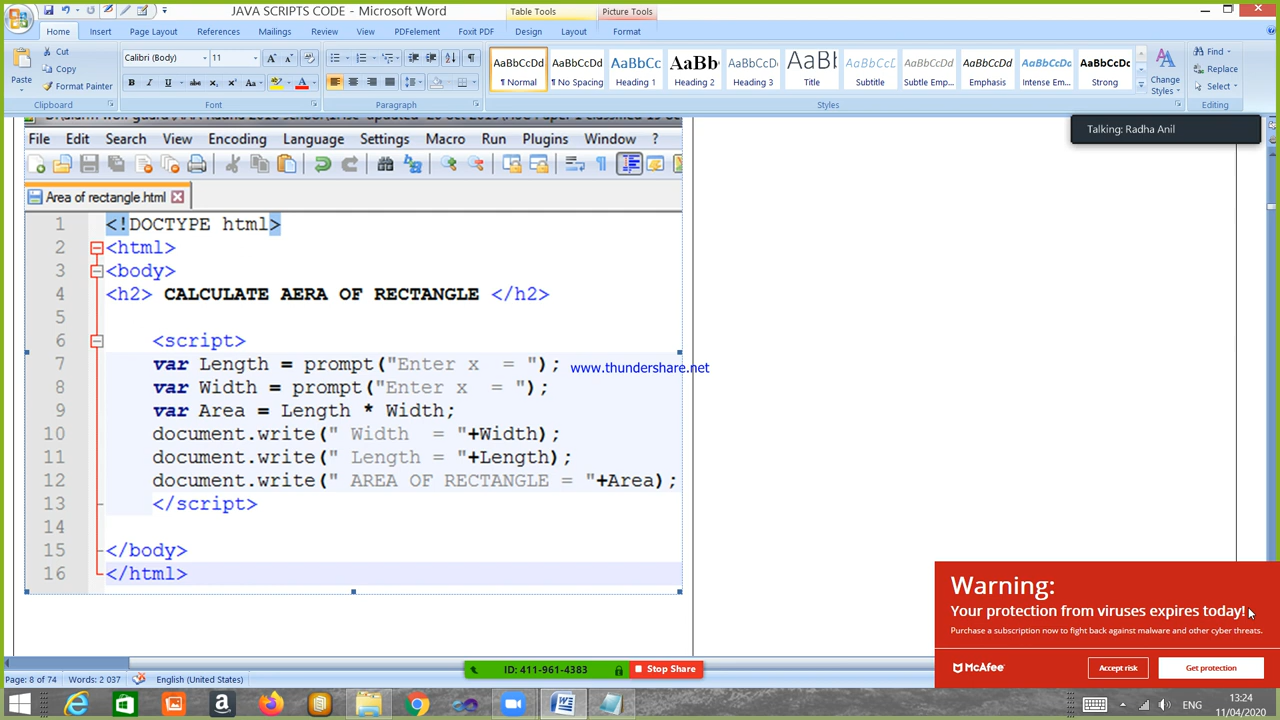 JAVA SCRIPTS CODE - Microsoft Word
Table Tools
Picture Tools
Home Insert Page Layout References Mailings Review View PDFelement Foxit PDF Design Layout Format
Paste
Cut
Copy
Format Painter
Clipboard
Calibri (Body) 11
Font
Paragraph
AaBbCcDd AaBbCcDd AaBbCc AaBb AaBbCcDd AaB AaBbCcL AaBbCcDd AaBbCcDd AaBbCcDd AaBbCcDc
¶ Normal ¶ No Spacing Heading 1 Heading 2 Heading 3 Title Subtitle Subtle Emp... Emphasis Intense Em... Strong
Change Styles
Styles
Find
Replace
Select
Editing
Talking: Radha Anil
File Edit Search View Encoding Language Settings Macro Run Plugins Window ?
Area of rectangle.html
1 <!DOCTYPE html>
2 <html>
3 <body>
4 <h2> CALCULATE AERA OF RECTANGLE </h2>
5
6 <script>
7 var Length = prompt("Enter x = ");
www.thundershare.net
8 var Width = prompt("Enter x = ");
9 var Area = Length * Width;
10 document.write(" Width = "+Width);
11 document.write(" Length = "+Length);
12 document.write(" AREA OF RECTANGLE = "+Area);
13 </script>
14
15 </body>
16 </html>
Warning:
Your protection from viruses expires today!
Purchase a subscription now to fight back against malware and other cyber threats.
McAfee
Accept risk
Get protection
ID: 411-961-4383
Stop Share
Page: 8 of 74 Words: 2 037 English (United States)
ENG
13:24
11/04/2020